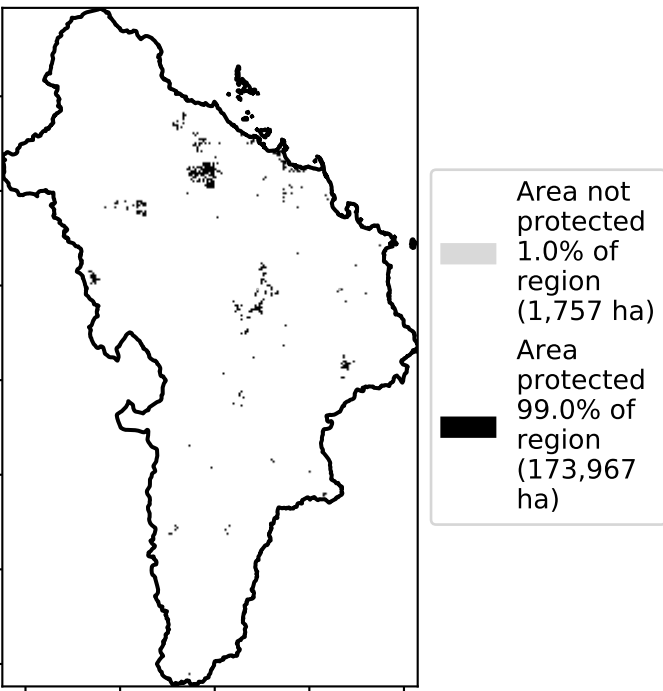 Area not
protected
1.0% of
region
(1,757 ha)
Area
protected
99.0% of
region
(173,967
ha)